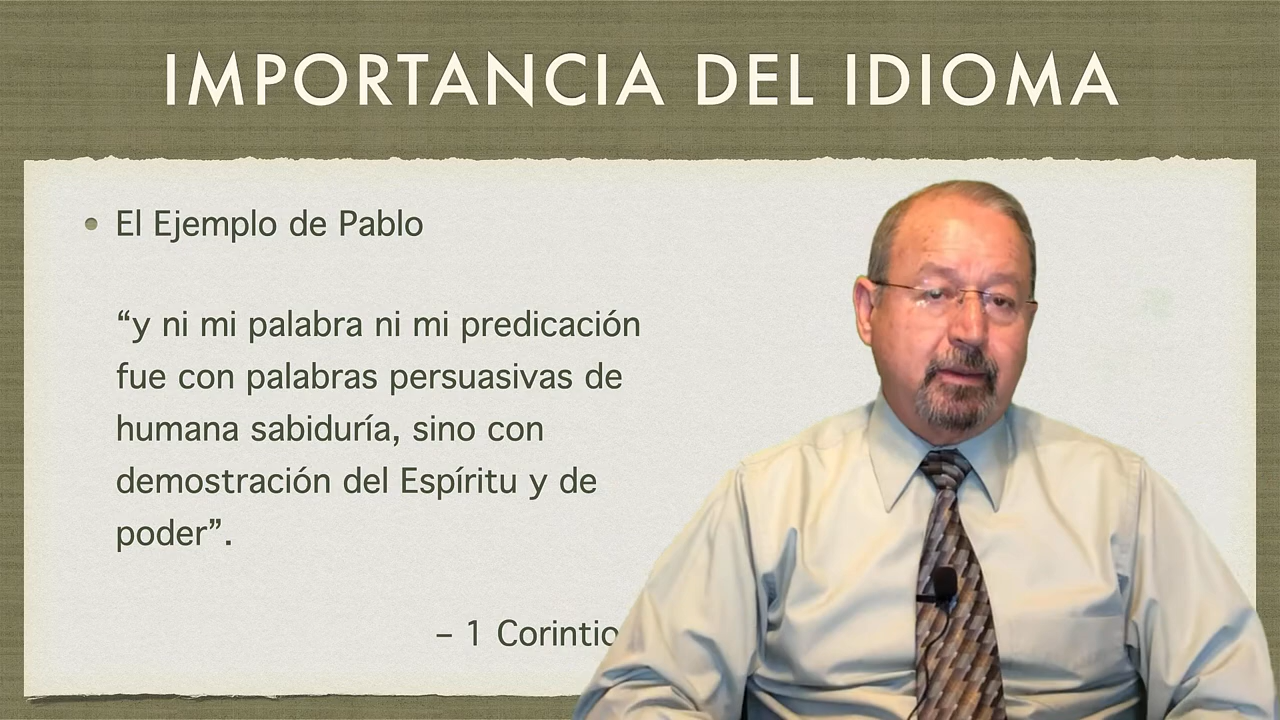 IMPORTANCIA DEL IDIOMA
• El Ejemplo de Pablo
“y ni mi palabra ni mi predicación
fue con palabras persuasivas de
humana sabiduría, sino con
demostración del Espíritu y de
poder”.
– 1 Corintio